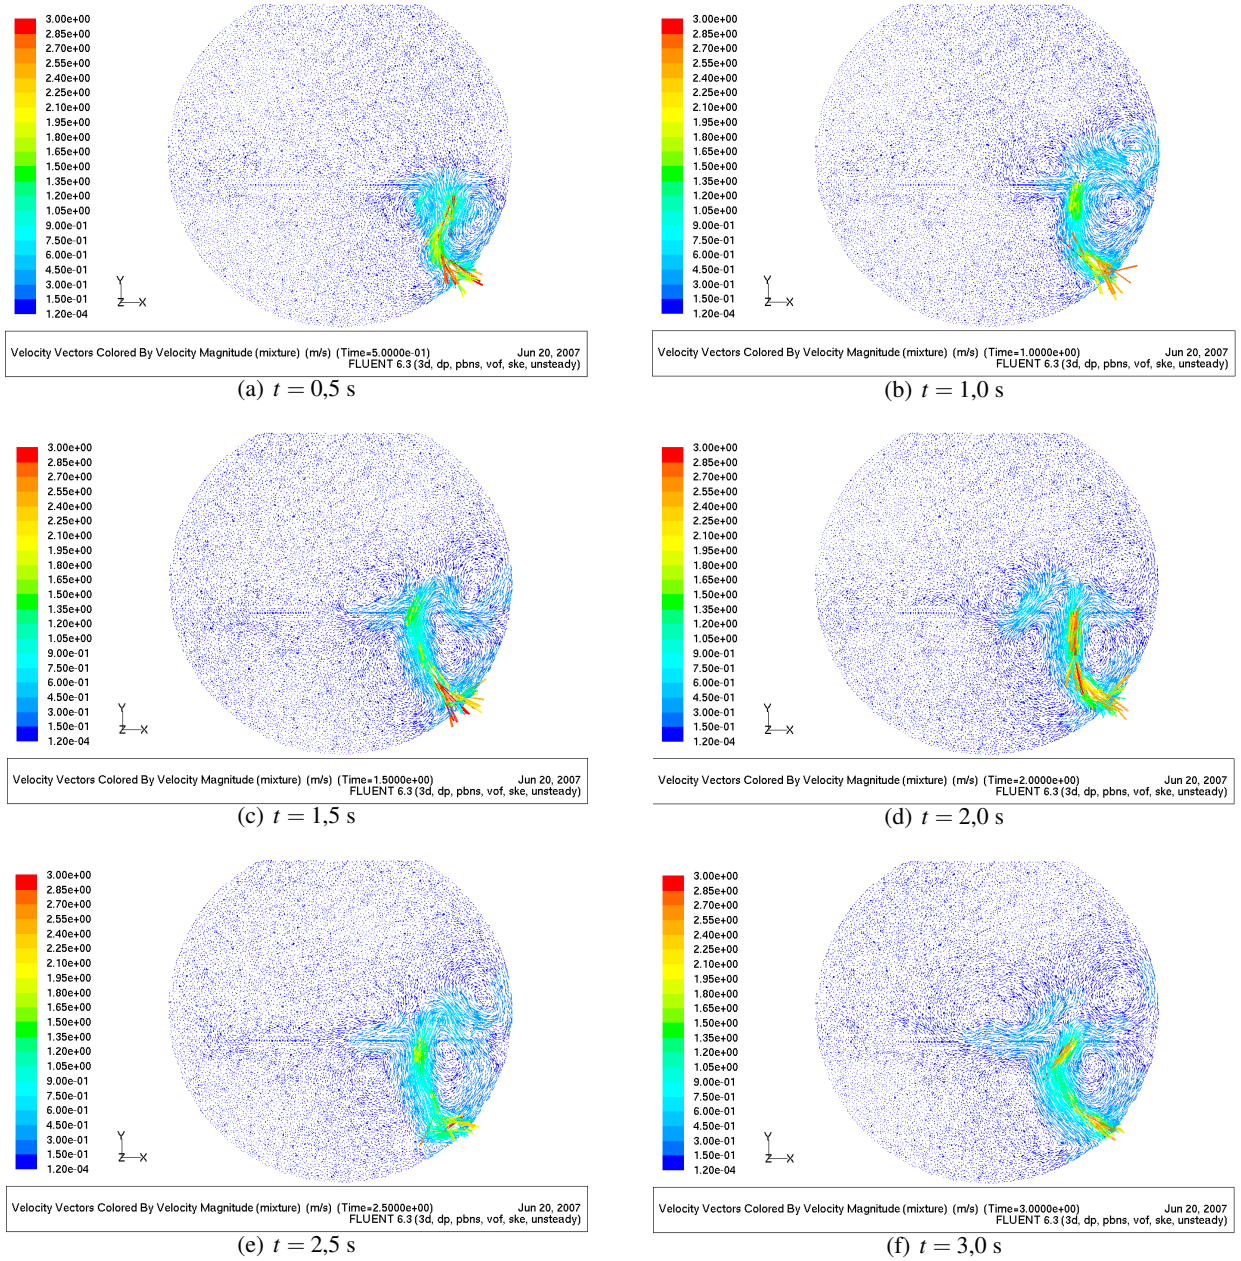 3.00e+00
2.85e+00
2.70e+00
2.55e+00
2.40e+00
2.25e+00
2.10e+00
1.95e+00
1.80e+00
1.65e+00
1.50e+00
1.35e+00
1.20e+00
1.05e+00
9.00e-01
7.50e-01
6.00e-01
4.50e-01
3.00e-01
1.50e-01
1.20e-04
Y
Z X
Velocity Vectors Colored By Velocity Magnitude (mixture) (m/s) (Time=5.0000e-01) Jun 20, 2007
FLUENT 6.3 (3d, dp, pbns, vof, ske, unsteady)
(a) t = 0,5 s
3.00e+00
2.85e+00
2.70e+00
2.55e+00
2.40e+00
2.25e+00
2.10e+00
1.95e+00
1.80e+00
1.65e+00
1.50e+00
1.35e+00
1.20e+00
1.05e+00
9.00e-01
7.50e-01
6.00e-01
4.50e-01
3.00e-01
1.50e-01
1.20e-04
Y
Z X
Velocity Vectors Colored By Velocity Magnitude (mixture) (m/s) (Time=1.0000e+00) Jun 20, 2007
FLUENT 6.3 (3d, dp, pbns, vof, ske, unsteady)
(b) t = 1,0 s
3.00e+00
2.85e+00
2.70e+00
2.55e+00
2.40e+00
2.25e+00
2.10e+00
1.95e+00
1.80e+00
1.65e+00
1.50e+00
1.35e+00
1.20e+00
1.05e+00
9.00e-01
7.50e-01
6.00e-01
4.50e-01
3.00e-01
1.50e-01
1.20e-04
Y
Z X
Velocity Vectors Colored By Velocity Magnitude (mixture) (m/s) (Time=1.5000e+00) Jun 20, 2007
FLUENT 6.3 (3d, dp, pbns, vof, ske, unsteady)
(c) t = 1,5 s
3.00e+00
2.85e+00
2.70e+00
2.55e+00
2.40e+00
2.25e+00
2.10e+00
1.95e+00
1.80e+00
1.65e+00
1.50e+00
1.35e+00
1.20e+00
1.05e+00
9.00e-01
7.50e-01
6.00e-01
4.50e-01
3.00e-01
1.50e-01
1.20e-04
Y
Z X
Velocity Vectors Colored By Velocity Magnitude (mixture) (m/s) (Time=2.0000e+00) Jun 20, 2007
FLUENT 6.3 (3d, dp, pbns, vof, ske, unsteady)
(d) t = 2,0 s
3.00e+00
2.85e+00
2.70e+00
2.55e+00
2.40e+00
2.25e+00
2.10e+00
1.95e+00
1.80e+00
1.65e+00
1.50e+00
1.35e+00
1.20e+00
1.05e+00
9.00e-01
7.50e-01
6.00e-01
4.50e-01
3.00e-01
1.50e-01
1.20e-04
Y
Z X
Velocity Vectors Colored By Velocity Magnitude (mixture) (m/s) (Time=2.5000e+00) Jun 20, 2007
FLUENT 6.3 (3d, dp, pbns, vof, ske, unsteady)
(e) t = 2,5 s
3.00e+00
2.85e+00
2.70e+00
2.55e+00
2.40e+00
2.25e+00
2.10e+00
1.95e+00
1.80e+00
1.65e+00
1.50e+00
1.35e+00
1.20e+00
1.05e+00
9.00e-01
7.50e-01
6.00e-01
4.50e-01
3.00e-01
1.50e-01
1.20e-04
Y
Z X
Velocity Vectors Colored By Velocity Magnitude (mixture) (m/s) (Time=3.0000e+00) Jun 20, 2007
FLUENT 6.3 (3d, dp, pbns, vof, ske, unsteady)
(f) t = 3,0 s